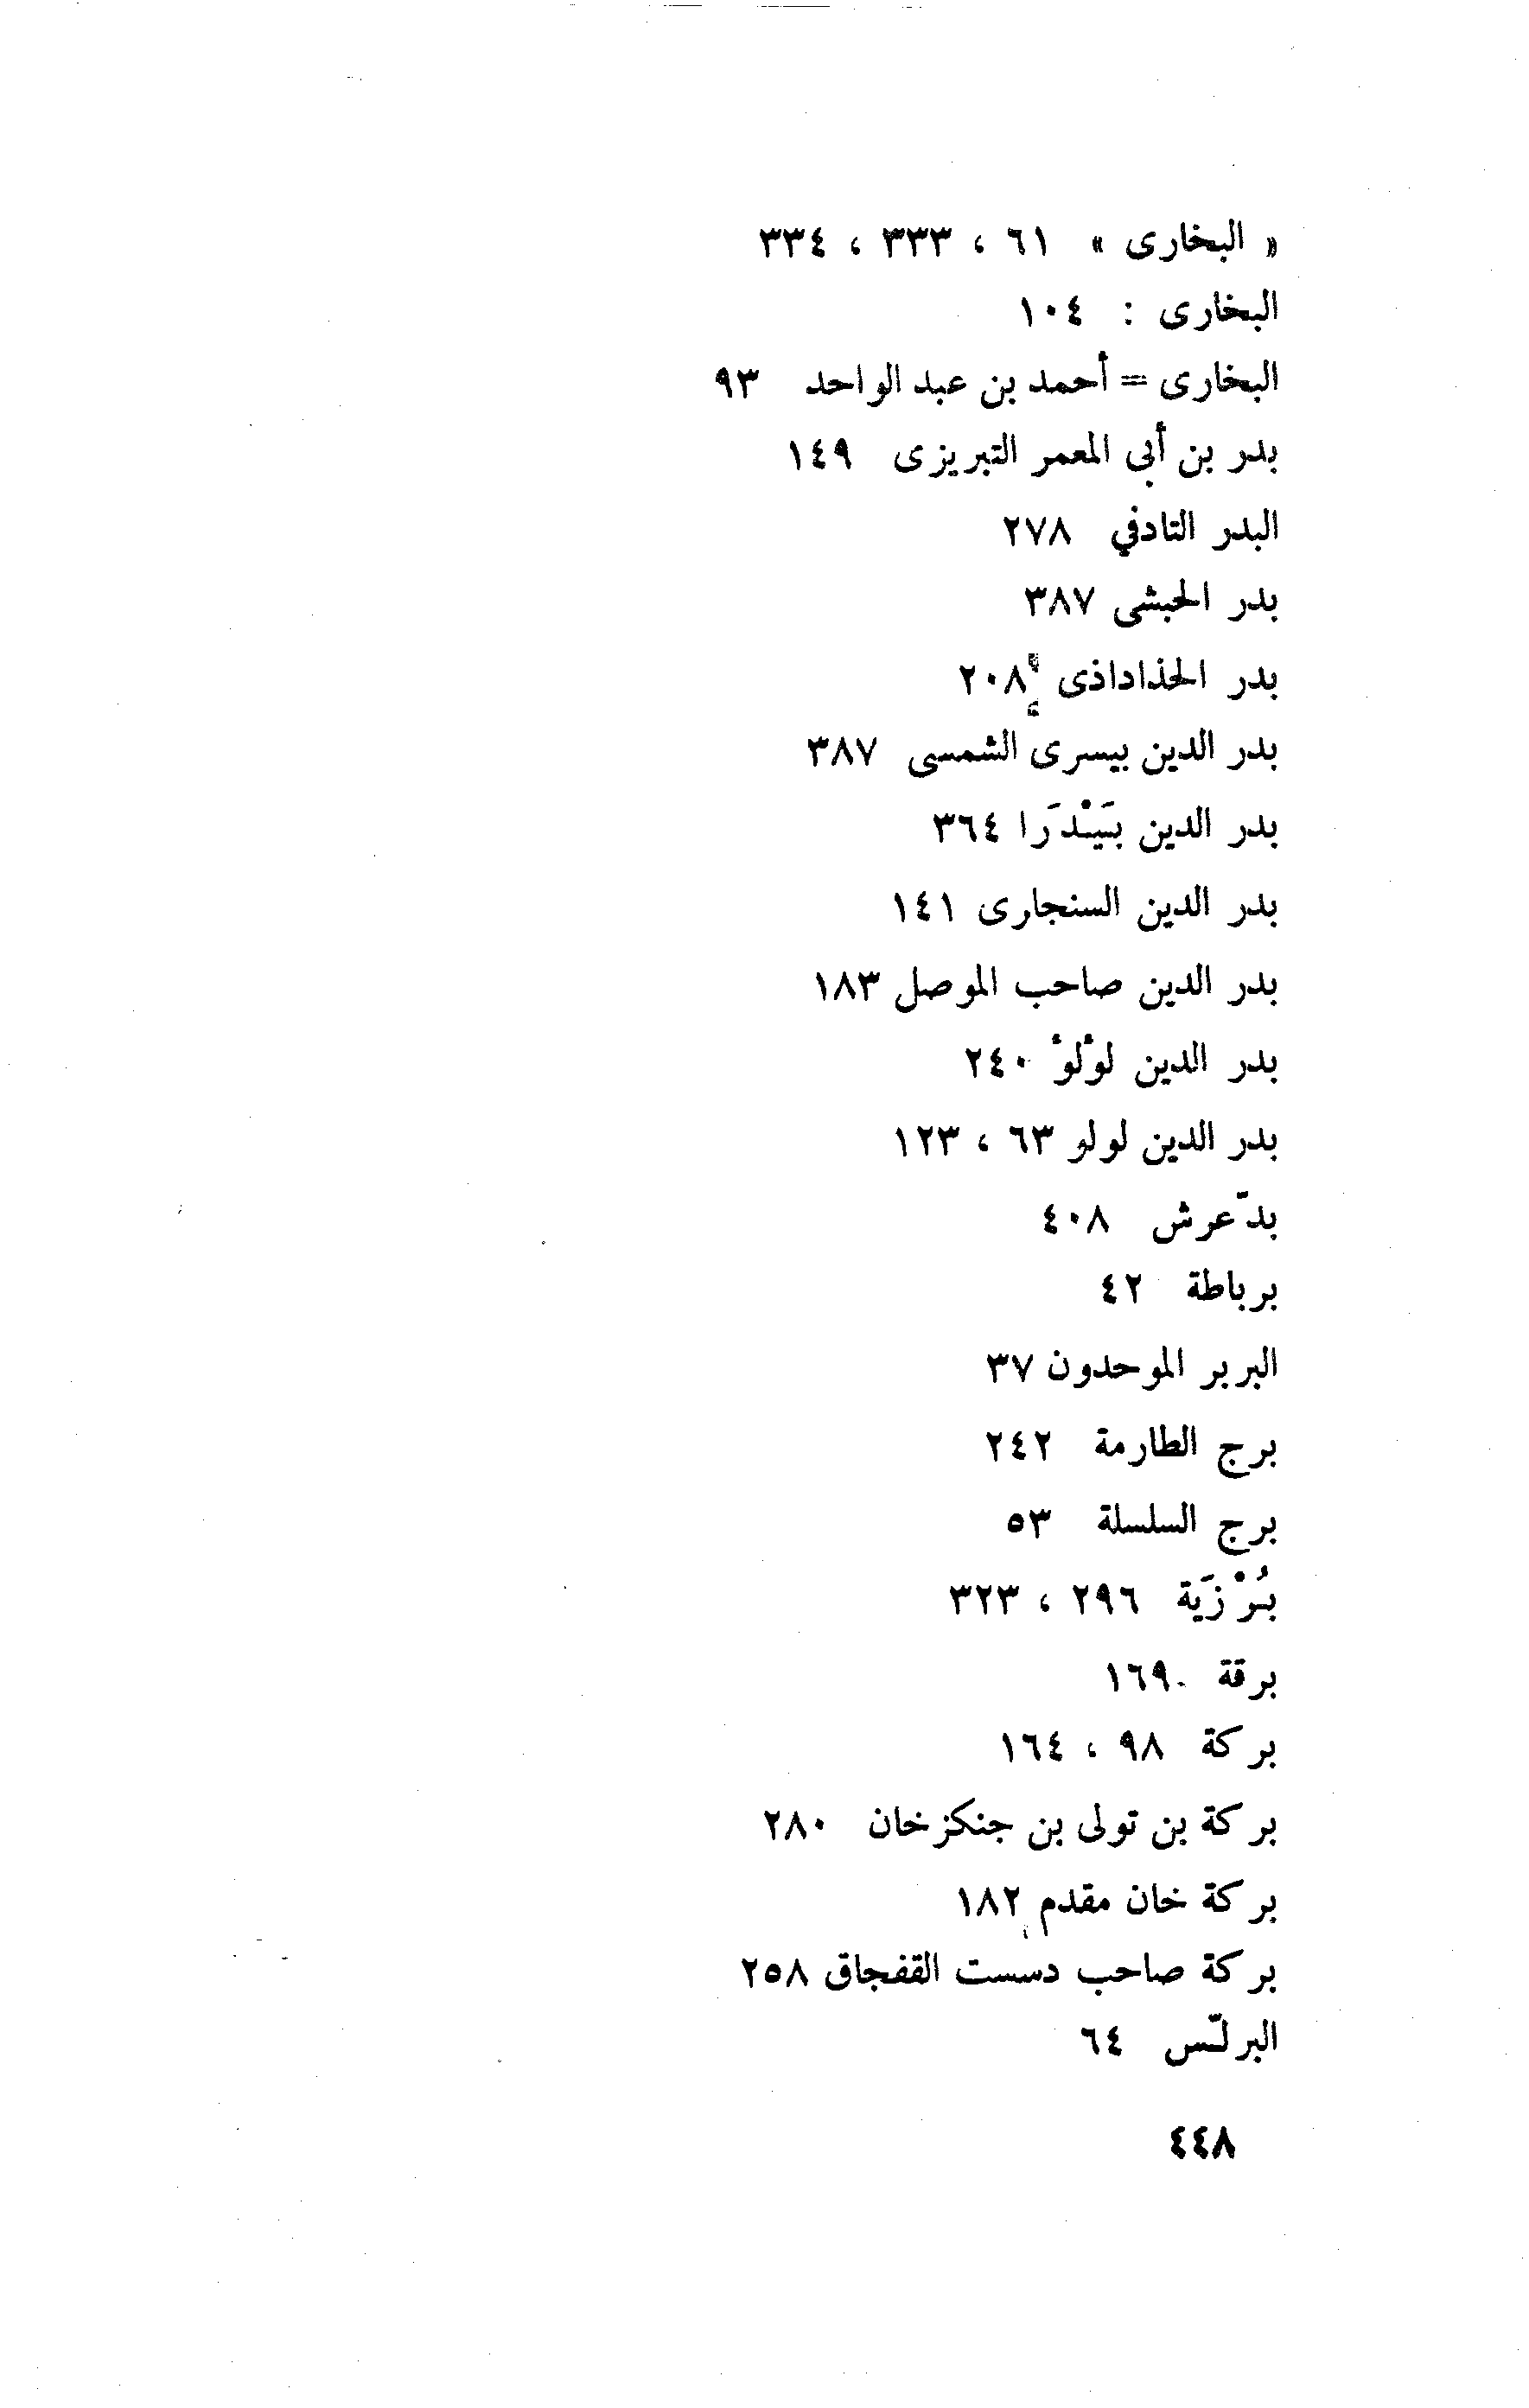 « البخارى » ٦١ ، ٣٣٣ ، ٣٣٤
البخارى : ١٠٤
البخارى = أحمد بن عبد الواحد ٩٣
بدر بن أبى المعمر التبريزى ١٤٩
البدر التادفي ٢٧٨
بدر الحبشى ٣٨٧
بدر الخذاداذى ٢٠٨
بدر الدين بيسرى الشمسى ٣٨٧
بدر الدين بَيْدَرا ٣٦٤
بدر الدين السنجارى ١٤١
بدر الدين صاحب الموصل ١٨٣
بدر الدين لؤلؤ ٢٤٠
بدر الدين لولو ٦٣ ، ١٢٣
بدّعرش ٤٠٨
برباطة ٤٢
البربر الموحدون ٣٧
برج الطارمة ٢٤٢
برج السلسلة ٥٣
بُرْزَية ٢٩٦ ، ٣٢٣
برقة ١٦٩
بركة ٩٨ ، ١٦٤
بركة بن تولى بن جنكزخان ٢٨٠
بركة خان مقدم ١٨٢
بركة صاحب دسست القفجاق ٢٥٨
البرلّس ٦٤
٤٤٨